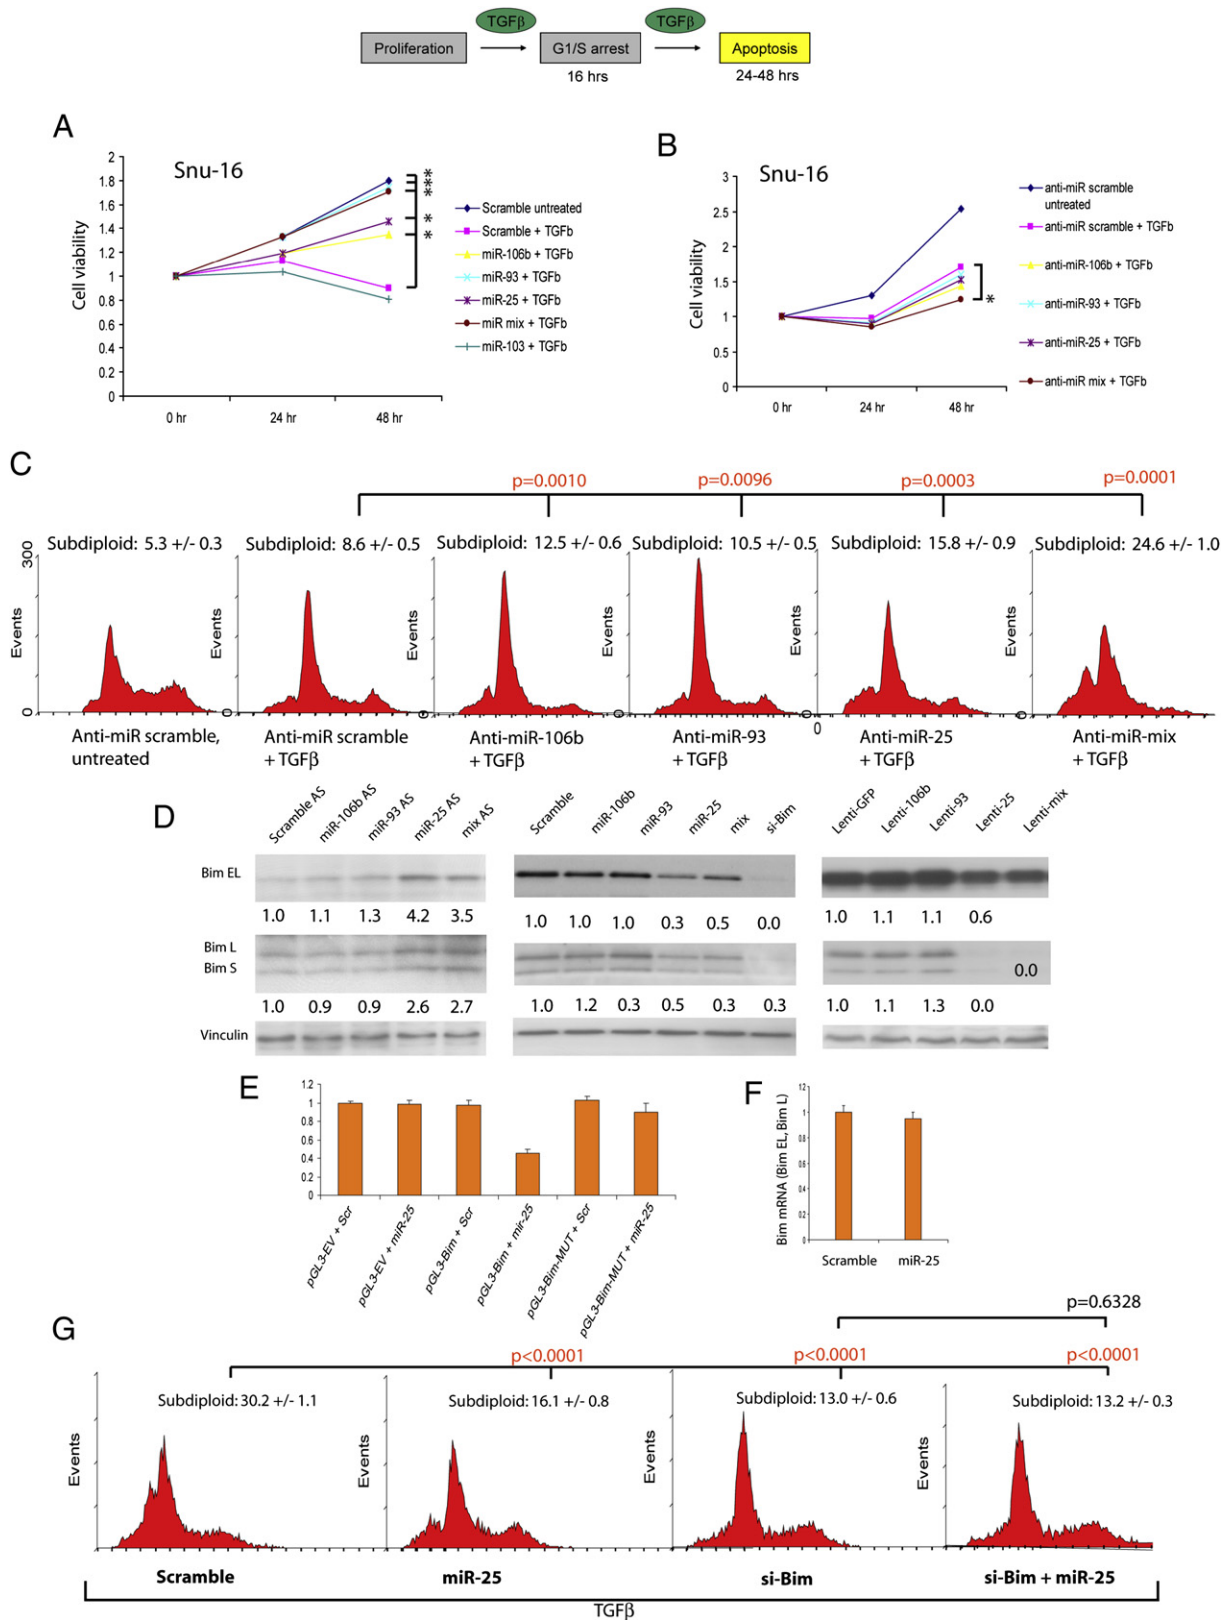 TGFβ TGFβ
Proliferation G1/S arrest Apoptosis
16 hrs 24-48 hrs
A
Snu-16
Cell viability
2
1.8
1.6
1.4
1.2
1
0.8
0.6
0.4
0.2
0
0 hr 24 hr 48 hr
***
*
*
Scramble untreated
Scramble + TGFb
miR-106b + TGFb
miR-93 + TGFb
miR-25 + TGFb
miR mix + TGFb
miR-103 + TGFb
B
Snu-16
Cell viability
3
2.5
2
1.5
1
0.5
0
0 hr 24 hr 48 hr
*
anti-miR scramble
untreated
anti-miR scramble + TGFb
anti-miR-106b + TGFb
anti-miR-93 + TGFb
anti-miR-25 + TGFb
anti-miR mix + TGFb
C
p=0.0010 p=0.0096 p=0.0003 p=0.0001
Subdiploid: 5.3 +/- 0.3 Subdiploid: 8.6 +/- 0.5 Subdiploid: 12.5 +/- 0.6 Subdiploid: 10.5 +/- 0.5 Subdiploid: 15.8 +/- 0.9 Subdiploid: 24.6 +/- 1.0
300
Events Events Events Events Events Events
0 0 0 0 0 0
Anti-miR scramble,
untreated
Anti-miR scramble
+ TGFβ
Anti-miR-106b
+ TGFβ
Anti-miR-93
+ TGFβ
Anti-miR-25
+ TGFβ
Anti-miR-mix
+ TGFβ
D
Scramble AS miR-106b AS miR-93 AS miR-25 AS mix AS
Scramble miR-106b miR-93 miR-25 mix si-Bim
Lenti-GFP Lenti-106b Lenti-93 Lenti-25 Lenti-mix
Bim EL
1.0 1.1 1.3 4.2 3.5 1.0 1.0 1.0 0.3 0.5 0.0 1.0 1.1 1.1 0.6
Bim L
Bim S
0.0
1.0 0.9 0.9 2.6 2.7 1.0 1.2 0.3 0.5 0.3 0.3 1.0 1.1 1.3 0.0
Vinculin
E
1.2
1
0.8
0.6
0.4
0.2
0
pGL3-EV + Scr
pGL3-EV + miR-25
pGL3-Bim + Scr
pGL3-Bim + mir-25
pGL3-Bim-MUT + Scr
pGL3-Bim-MUT + miR-25
F
Bim mRNA (Bim EL, Bim L)
12
1
0.8
0.6
0.4
0.2
0
Scramble miR-25
G
p=0.6328
p<0.0001 p<0.0001 p<0.0001
Subdiploid: 30.2 +/- 1.1 Subdiploid: 16.1 +/- 0.8 Subdiploid: 13.0 +/- 0.6 Subdiploid: 13.2 +/- 0.3
Events Events Events Events
Scramble miR-25 si-Bim si-Bim + miR-25
TGFβ